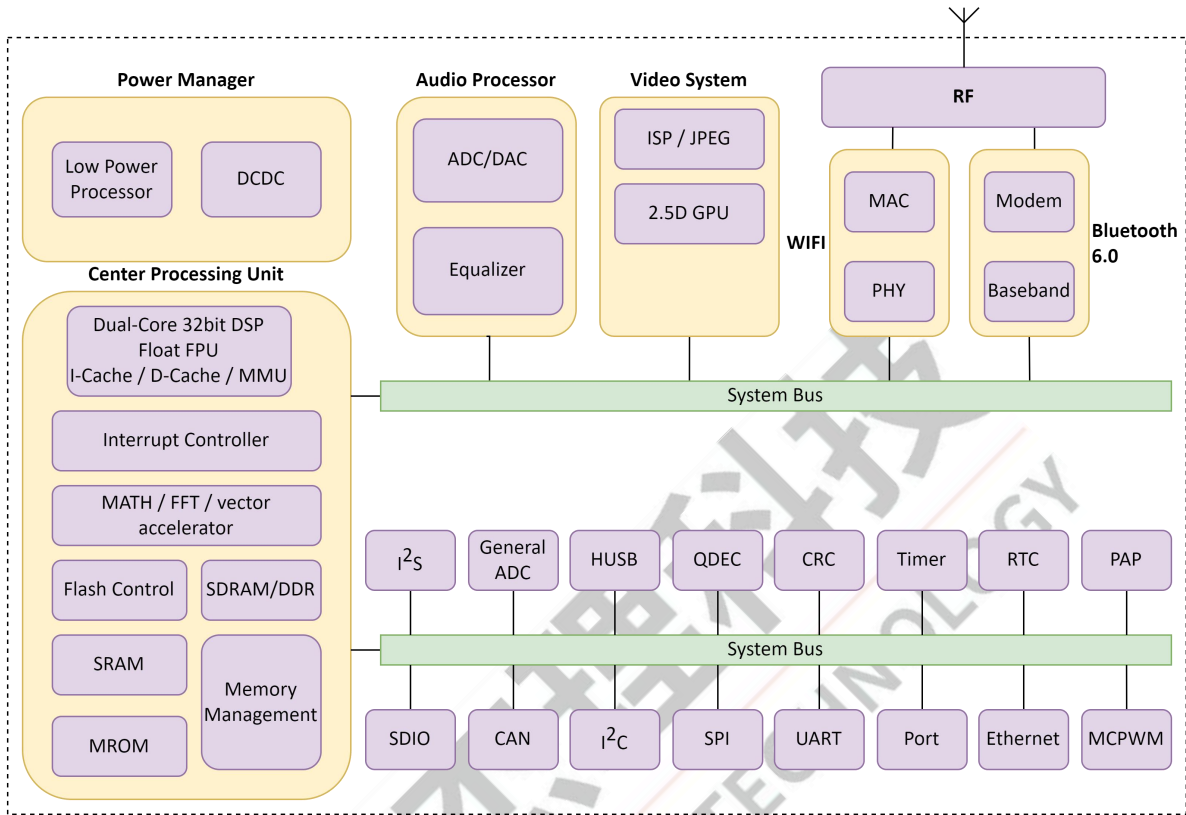 Power Manager
Low Power
Processor
DCDC
Audio Processor
ADC/DAC
Equalizer
Video System
ISP / JPEG
2.5D GPU
RF
WIFI
MAC
PHY
Modem
Baseband
Bluetooth
6.0
Center Processing Unit
Dual-Core 32bit DSP
Float FPU
I-Cache / D-Cache / MMU
Interrupt Controller
MATH / FFT / vector
accelerator
Flash Control
SDRAM/DDR
SRAM
Memory
Management
MROM
System Bus
I²S
General
ADC
HUSB
QDEC
CRC
Timer
RTC
PAP
System Bus
SDIO
CAN
I²C
SPI
UART
Port
Ethernet
MCPWM
理科技
TECHNOLOGY